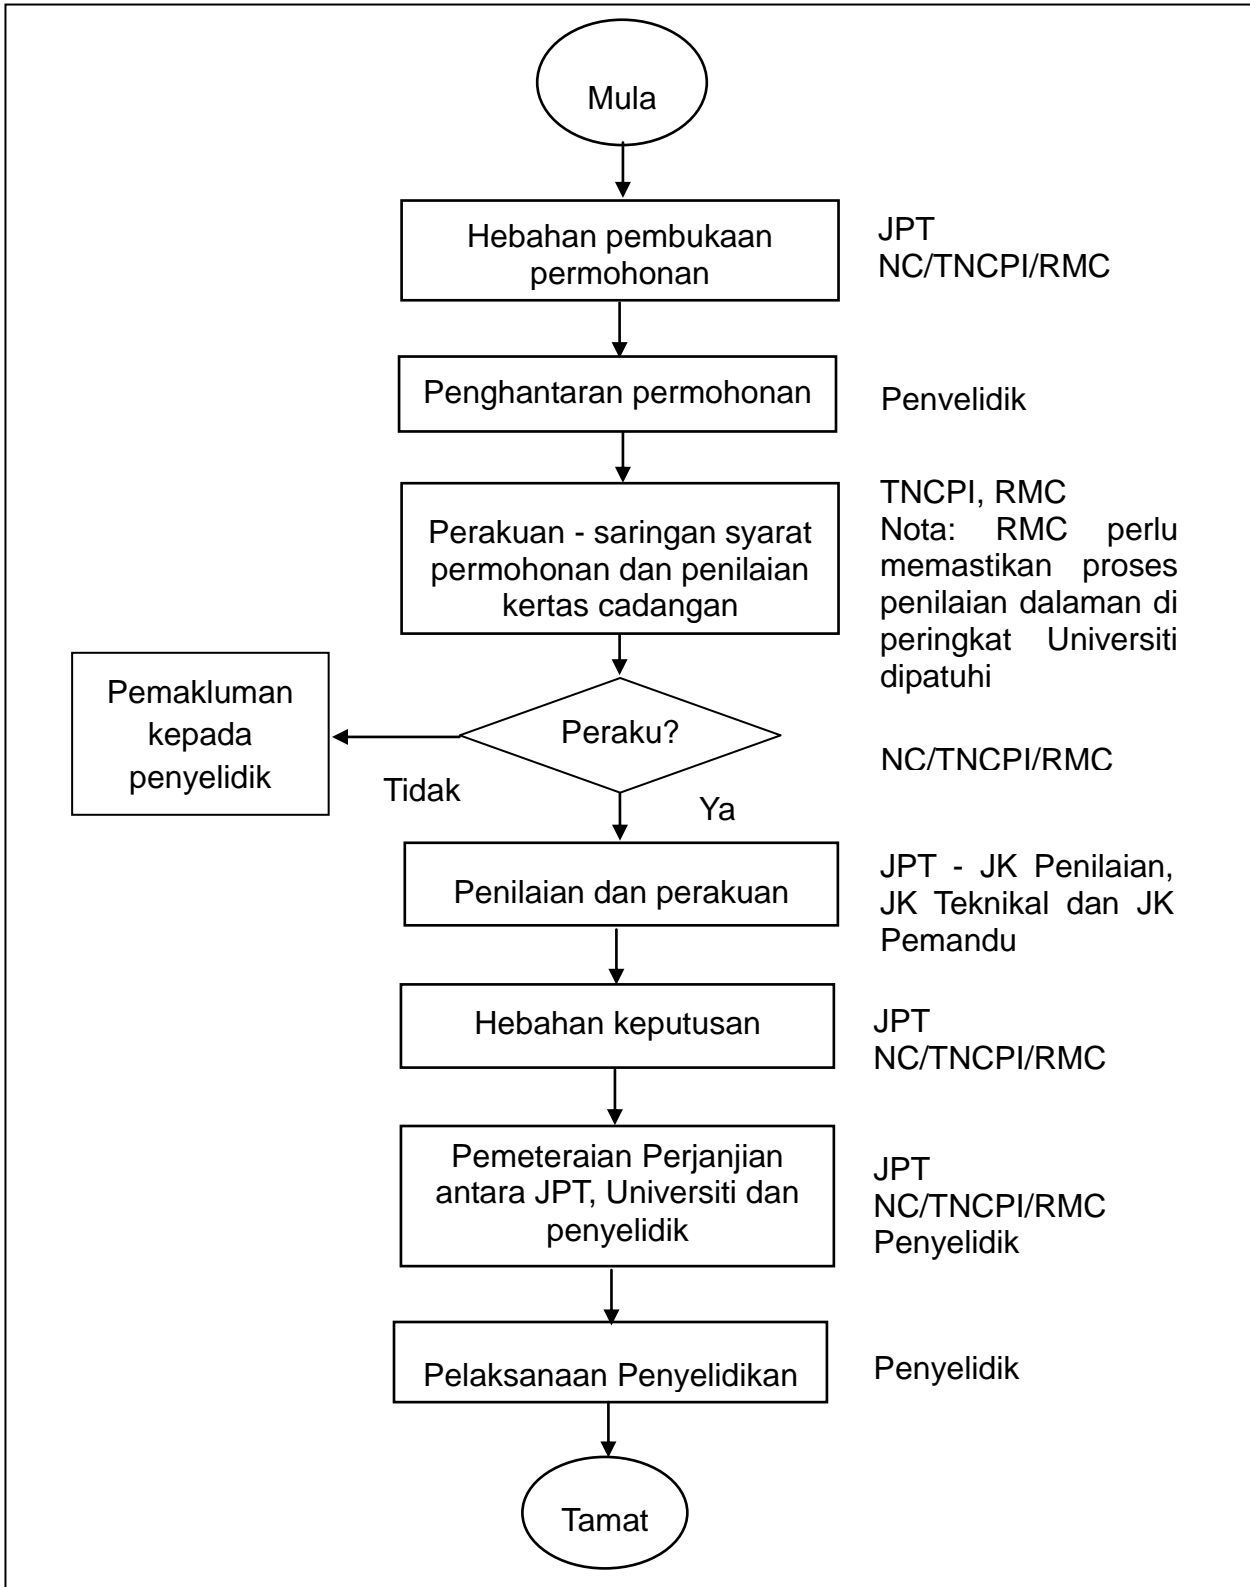 Mula
Hebahan pembukaan
permohonan
JPT
NC/TNCPI/RMC
Penghantaran permohonan
Penyelidik
Perakuan - saringan syarat
permohonan dan penilaian
kertas cadangan
TNCPI, RMC
Nota: RMC perlu
memastikan proses
penilaian dalaman di
peringkat Universiti
dipatuhi
Pemakluman
kepada
penyelidik
Peraku?
NC/TNCPI/RMC
Tidak
Ya
Penilaian dan perakuan
JPT - JK Penilaian,
JK Teknikal dan JK
Pemandu
Hebahan keputusan
JPT
NC/TNCPI/RMC
Pemeteraian Perjanjian
antara JPT, Universiti dan
penyelidik
JPT
NC/TNCPI/RMC
Penyelidik
Pelaksanaan Penyelidikan
Penyelidik
Tamat